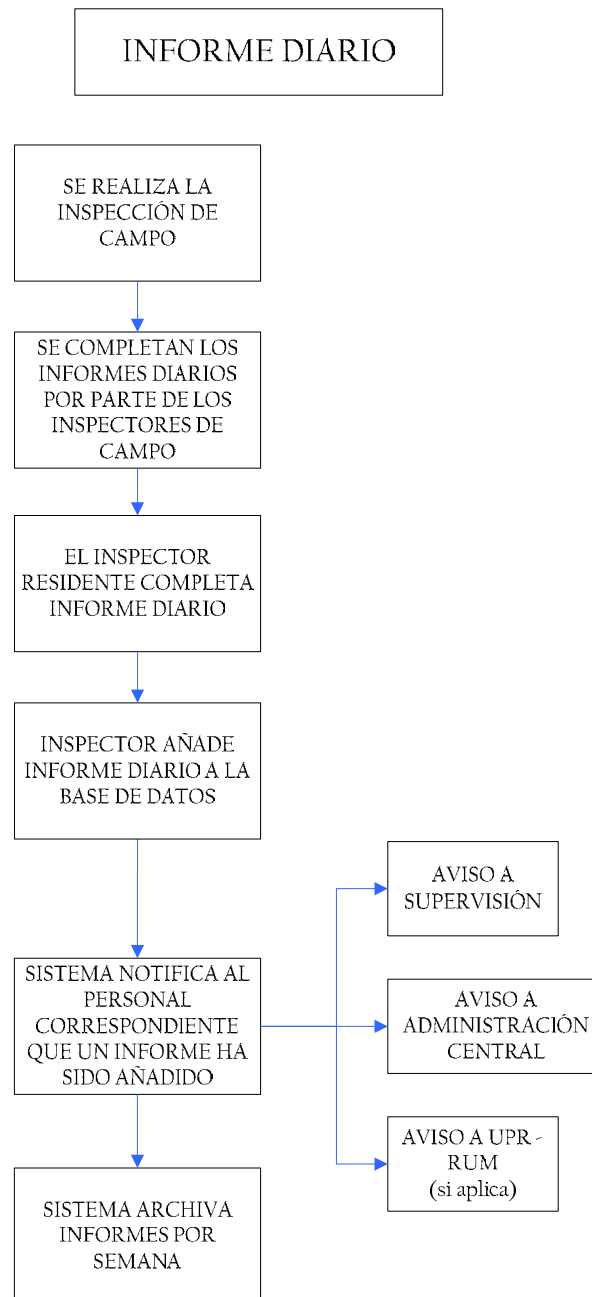 INFORME DIARIO
SE REALIZA LA
INSPECCIÓN DE
CAMPO
SE COMPLETAN LOS
INFORMES DIARIOS
POR PARTE DE LOS
INSPECTORES DE
CAMPO
EL INSPECTOR
RESIDENTE COMPLETA
INFORME DIARIO
INSPECTOR AÑADE
INFORME DIARIO A LA
BASE DE DATOS
SISTEMA NOTIFICA AL
PERSONAL
CORRESPONDIENTE
QUE UN INFORME HA
SIDO AÑADIDO
AVISO A
SUPERVISIÓN
AVISO A
ADMINISTRACIÓN
CENTRAL
AVISO A UPR -
RUM
(si aplica)
SISTEMA ARCHIVA
INFORMES POR
SEMANA